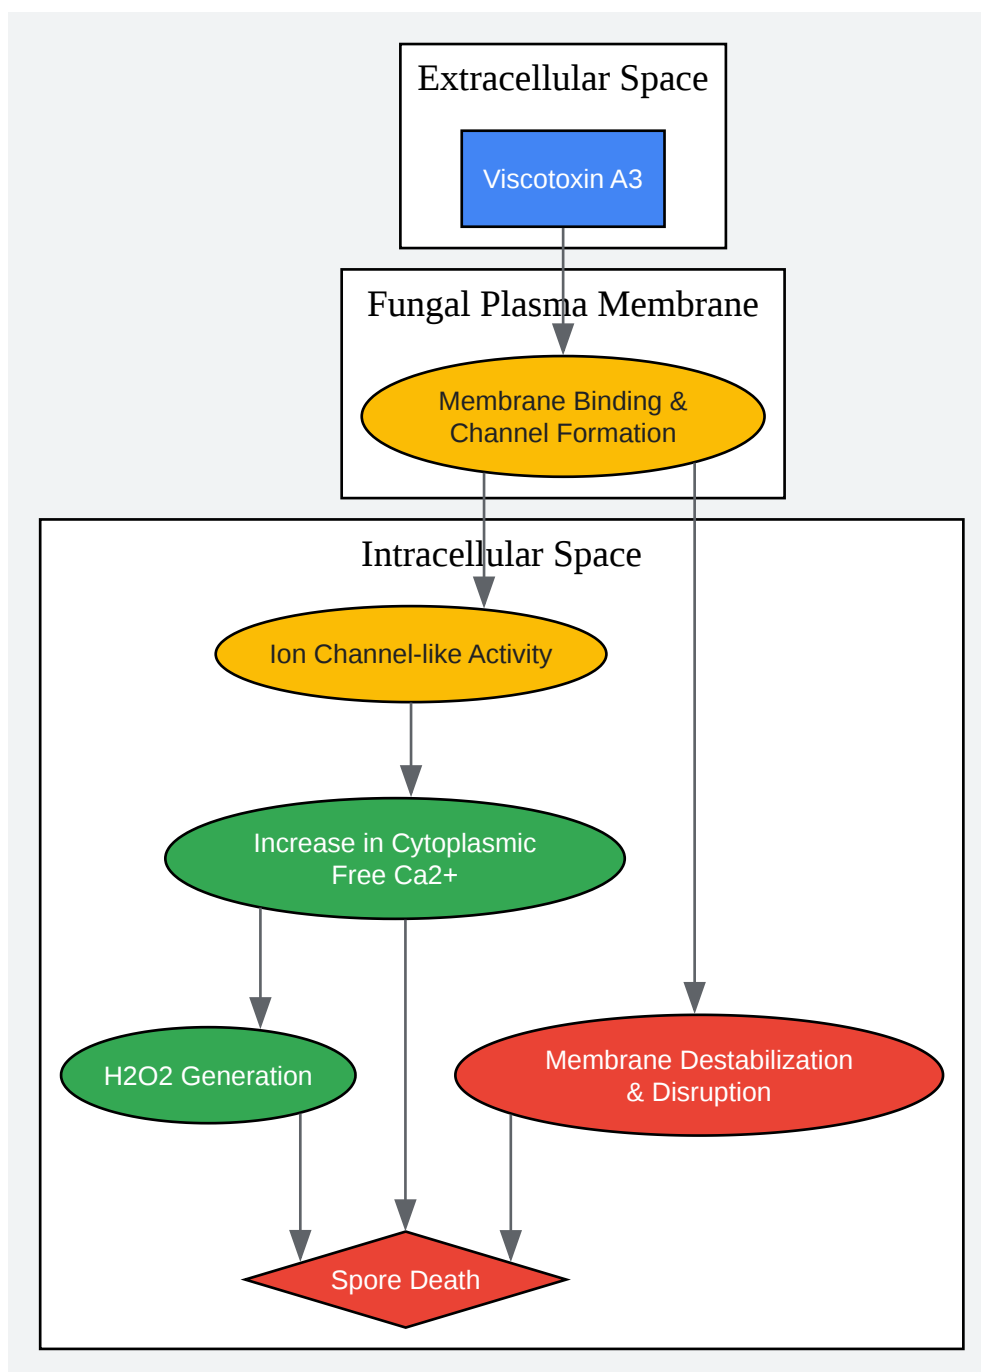 Extracellular Space
Viscotoxin A3
Fungal Plasma Membrane
Membrane Binding &
Channel Formation
Intracellular Space
Ion Channel-like Activity
Increase in Cytoplasmic
Free Ca2+
H2O2 Generation
Membrane Destabilization
& Disruption
Spore Death